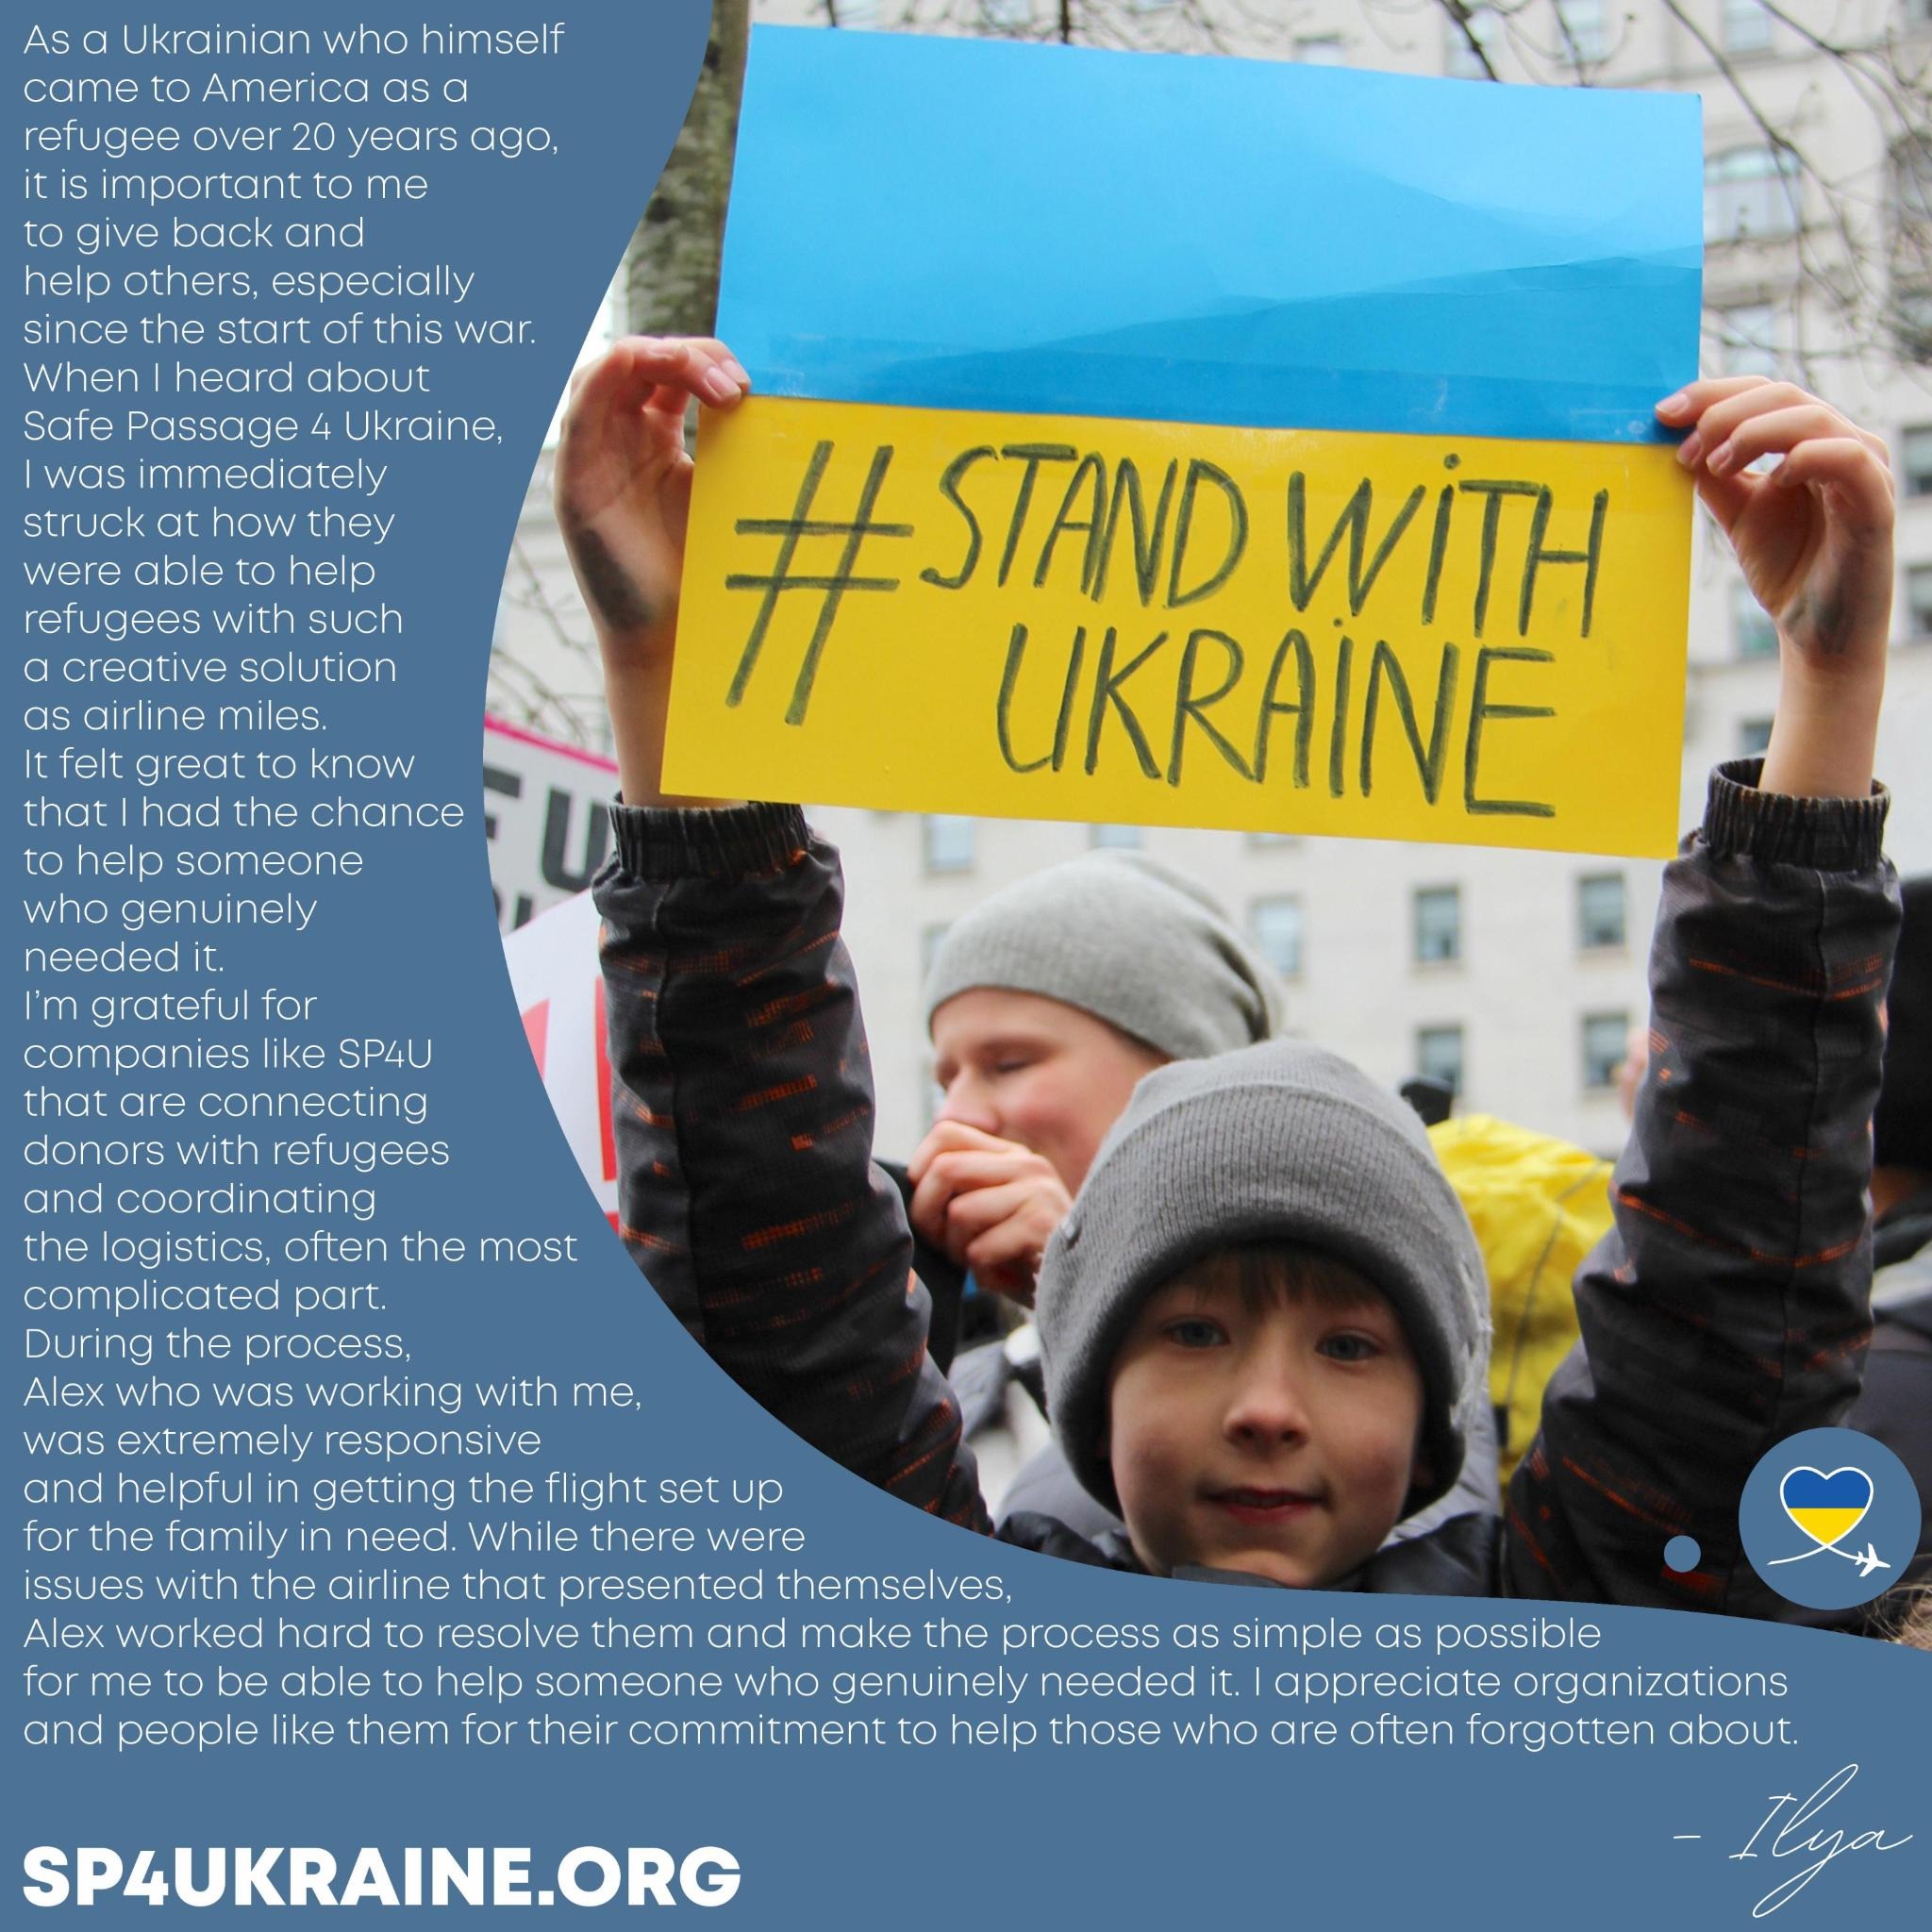 As a Ukrainian who himself
came to America as a
refugee over 20 years ago,
it is important to me
to give back and
help others, especially
since the start of this war.
When I heard about
Safe Passage 4 Ukraine,
I was immediately
struck at how they
were able to help
refugees with such
a creative solution
as airline miles.
It felt great to know
that I had the chance
to help someone
who genuinely
needed it.
I'm grateful for
companies like SP4U
that are connecting
donors with refugees
and coordinating
the logistics, often the most
complicated part.
During the process,
Alex who was working with me,
was extremely responsive
and helpful in getting the flight set up
for the family in need. While there were
issues with the airline that presented themselves,
Alex worked hard to resolve them and make the process as simple as possible
for me to be able to help someone who genuinely needed it. I appreciate organizations
and people like them for their commitment to help those who are often forgotten about.
- Ilya
SP4UKRAINE.ORG
#STAND WITH
UKRAINE